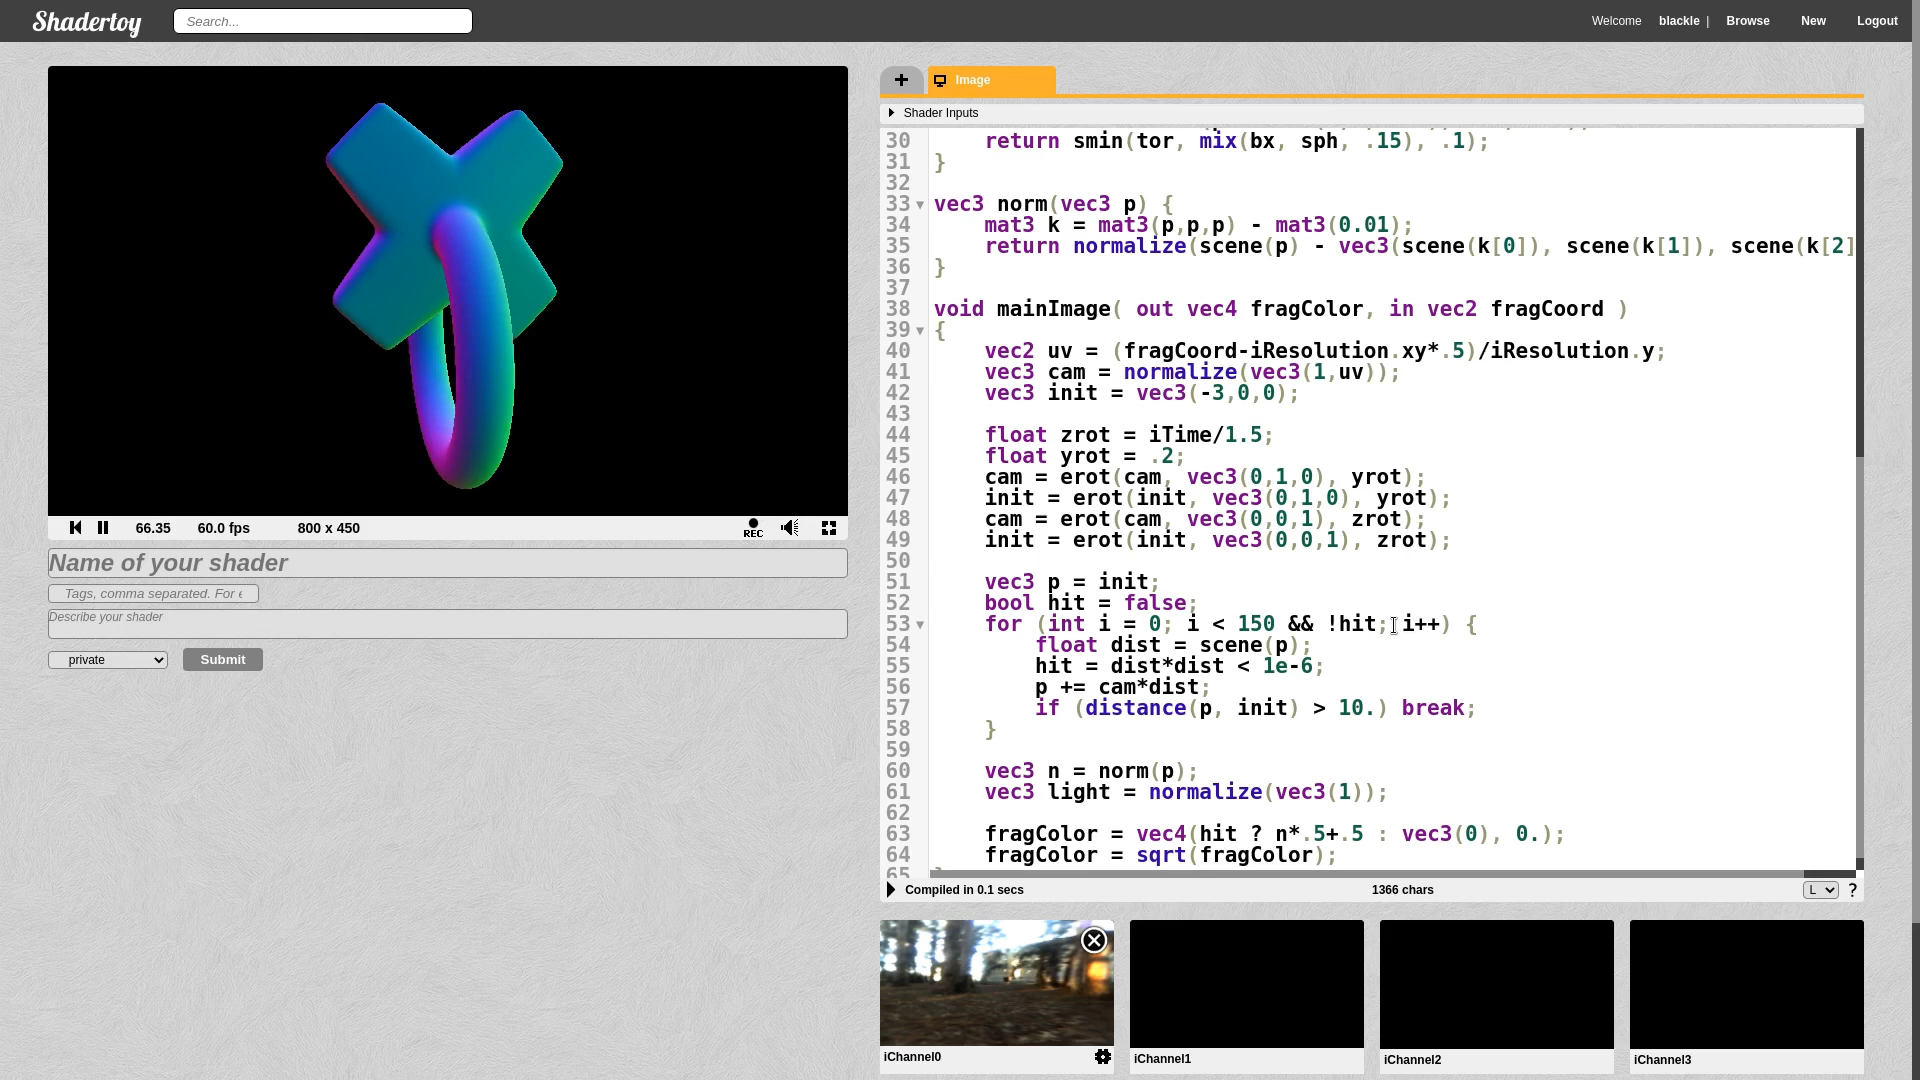 Shadertoy
Search...
Welcome blackle | Browse New Logout
Image
Shader Inputs
30 return smin(tor, mix(bx, sph, .15), .1);
31 }
32
33 vec3 norm(vec3 p) {
34 mat3 k = mat3(p,p,p) - mat3(0.01);
35 return normalize(scene(p) - vec3(scene(k[0]), scene(k[1]), scene(k[2]
36 }
37
38 void mainImage( out vec4 fragColor, in vec2 fragCoord )
39 {
40 vec2 uv = (fragCoord-iResolution.xy*.5)/iResolution.y;
41 vec3 cam = normalize(vec3(1,uv));
42 vec3 init = vec3(-3,0,0);
43
44 float zrot = iTime/1.5;
45 float yrot = .2;
46 cam = erot(cam, vec3(0,1,0), yrot);
47 init = erot(init, vec3(0,1,0), yrot);
48 cam = erot(cam, vec3(0,0,1), zrot);
49 init = erot(init, vec3(0,0,1), zrot);
50
51 vec3 p = init;
52 bool hit = false;
53 for (int i = 0; i < 150 && !hit; i++) {
54 float dist = scene(p);
55 hit = dist*dist < 1e-6;
56 p += cam*dist;
57 if (distance(p, init) > 10.) break;
58 }
59
60 vec3 n = norm(p);
61 vec3 light = normalize(vec3(1));
62
63 fragColor = vec4(hit ? n*.5+.5 : vec3(0), 0.);
64 fragColor = sqrt(fragColor);
65
66.35 60.0 fps 800 x 450 REC
Name of your shader
Tags, comma separated. For
Describe your shader
private Submit
Compiled in 0.1 secs 1366 chars L ?
iChannel0 iChannel1 iChannel2 iChannel3